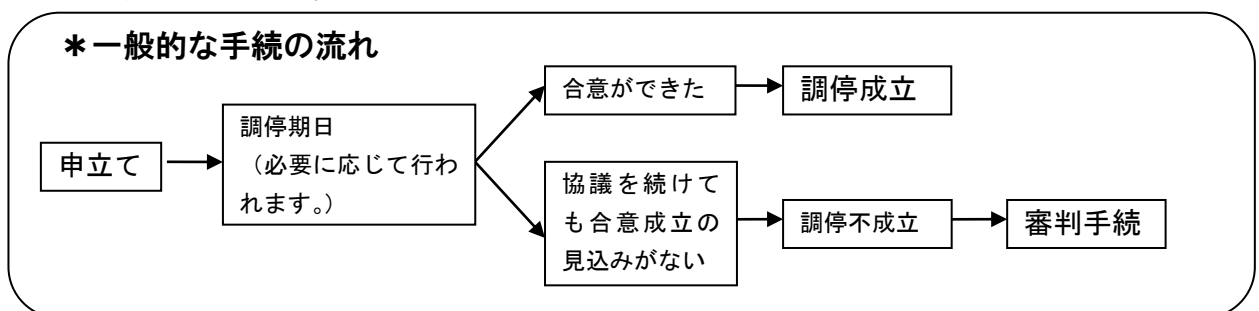 ＊一般的な手続の流れ
申立て
調停期日
（必要に応じて行わ
れます。）
合意ができた
調停成立
協議を続けて
も合意成立の
見込みがない
調停不成立
審判手続